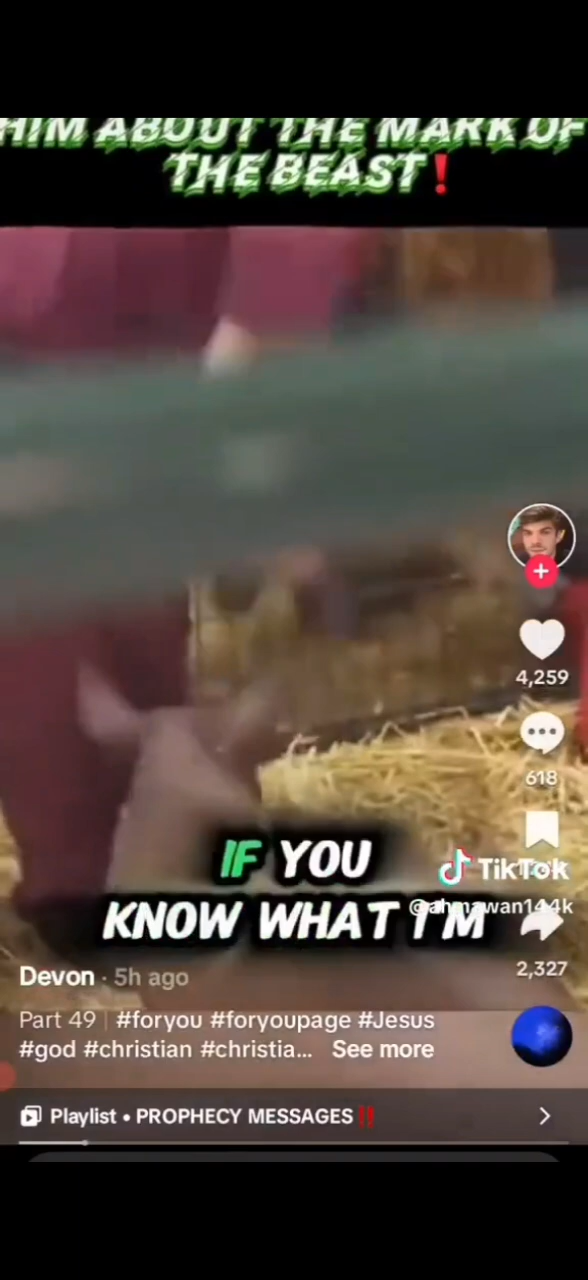 HIM ABOUT THE MARK OF
THE BEAST❗
4,259
618
IF YOU
KNOW WHAT I'M
TikTok
@ahmawan144k
2,327
Devon · 5h ago
Part 49 | #foryou #foryoupage #Jesus
#god #christian #christia... See more
Playlist • PROPHECY MESSAGES‼️